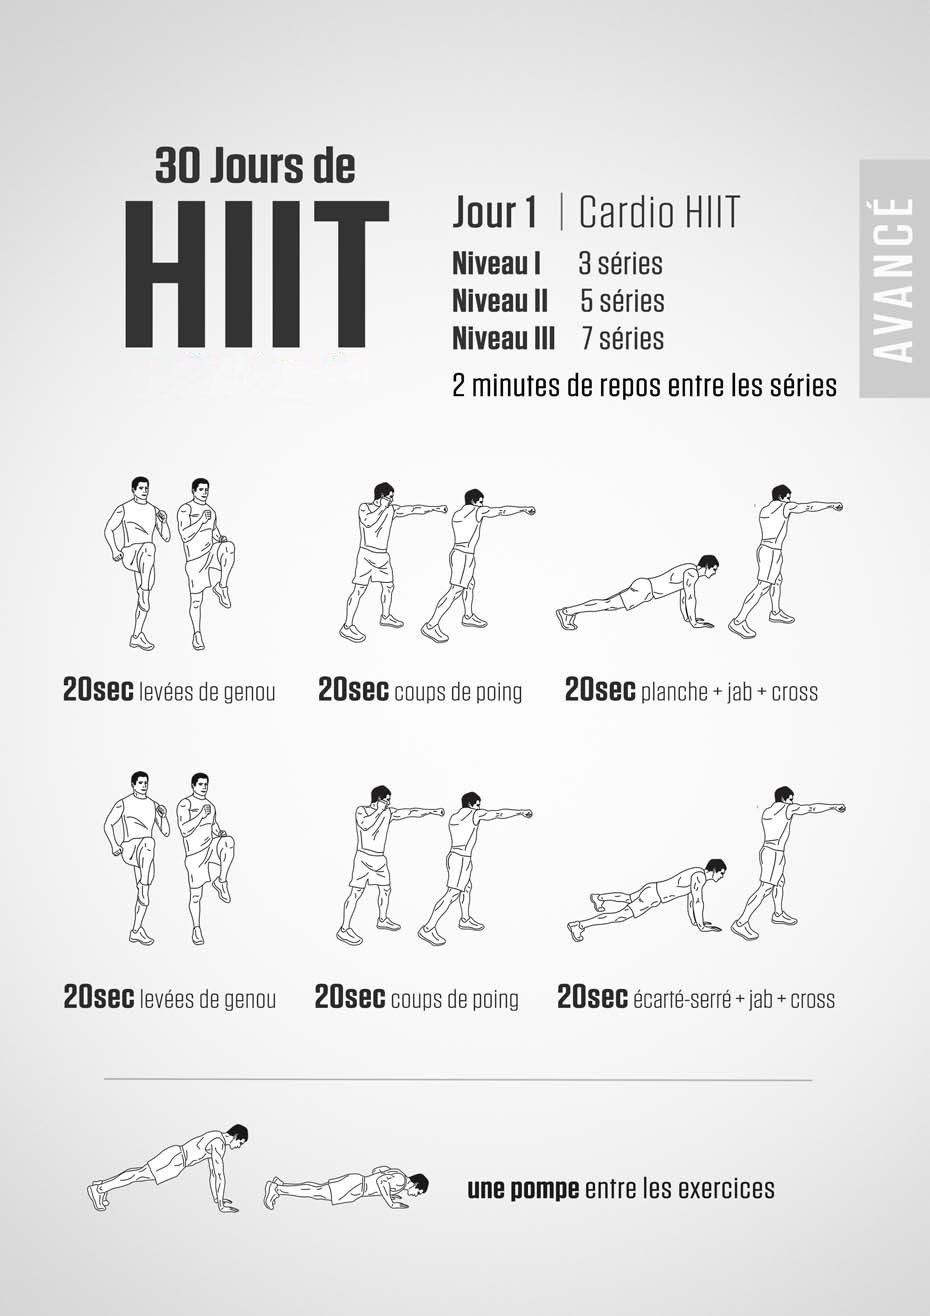 30 Jours de
HIIT
Jour 1 | Cardio HIIT
Niveau I 3 séries
Niveau II 5 séries
Niveau III 7 séries
2 minutes de repos entre les séries
AVANCÉ
20sec levées de genou
20sec coups de poing
20sec planche + jab + cross
20sec levées de genou
20sec coups de poing
20sec écarté-serré + jab + cross
une pompe entre les exercices